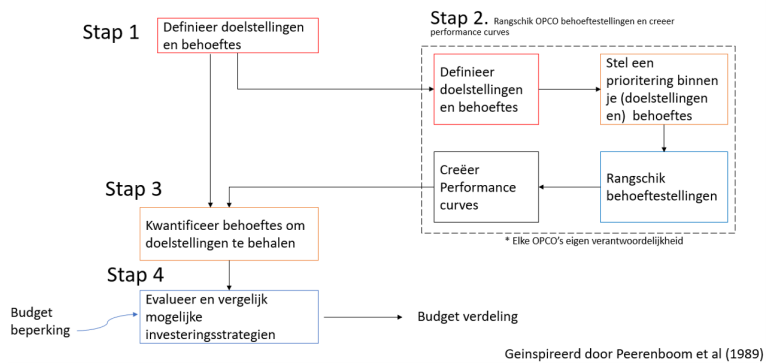 Stap 1
Definieer doelstellingen
en behoeftes
Stap 2. Rangschik OPCO behoeftestellingen en creeer
performance curves
Definieer
doelstellingen
en behoeftes
Stel een
prioritering binnen
je (doelstellingen
en) behoeftes
Creëer
Performance
curves
Rangschik
behoeftestellingen
* Elke OPCO's eigen verantwoordelijkheid
Stap 3
Kwantificeer behoeftes om
doelstellingen te behalen
Stap 4
Budget
beperking
Evalueer en vergelijk
mogelijke
investeringsstrategien
Budget verdeling
Geinspireerd door Peerenboom et al (1989)